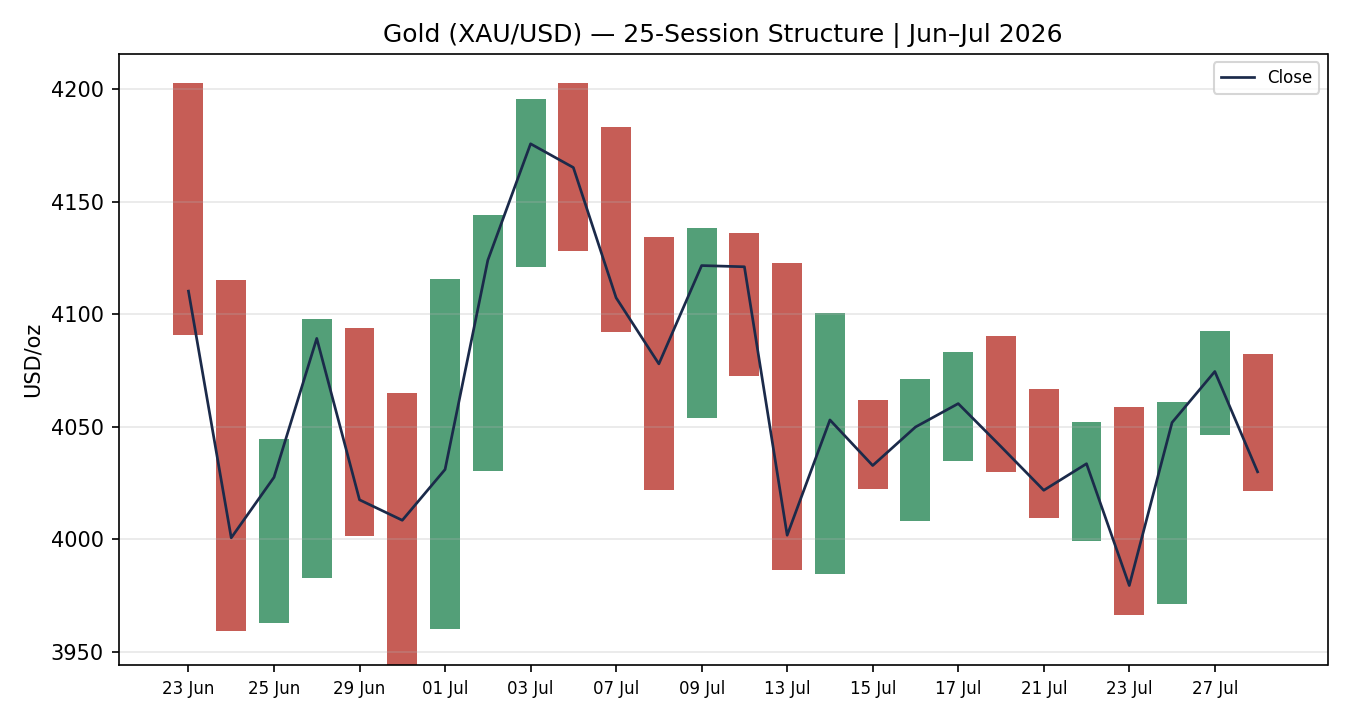 Gold (XAU/USD) — 25-Session Structure | Jun–Jul 2026
Close
USD/oz
4200
4150
4100
4050
4000
3950
23 Jun
25 Jun
29 Jun
01 Jul
03 Jul
07 Jul
09 Jul
13 Jul
15 Jul
17 Jul
21 Jul
23 Jul
27 Jul